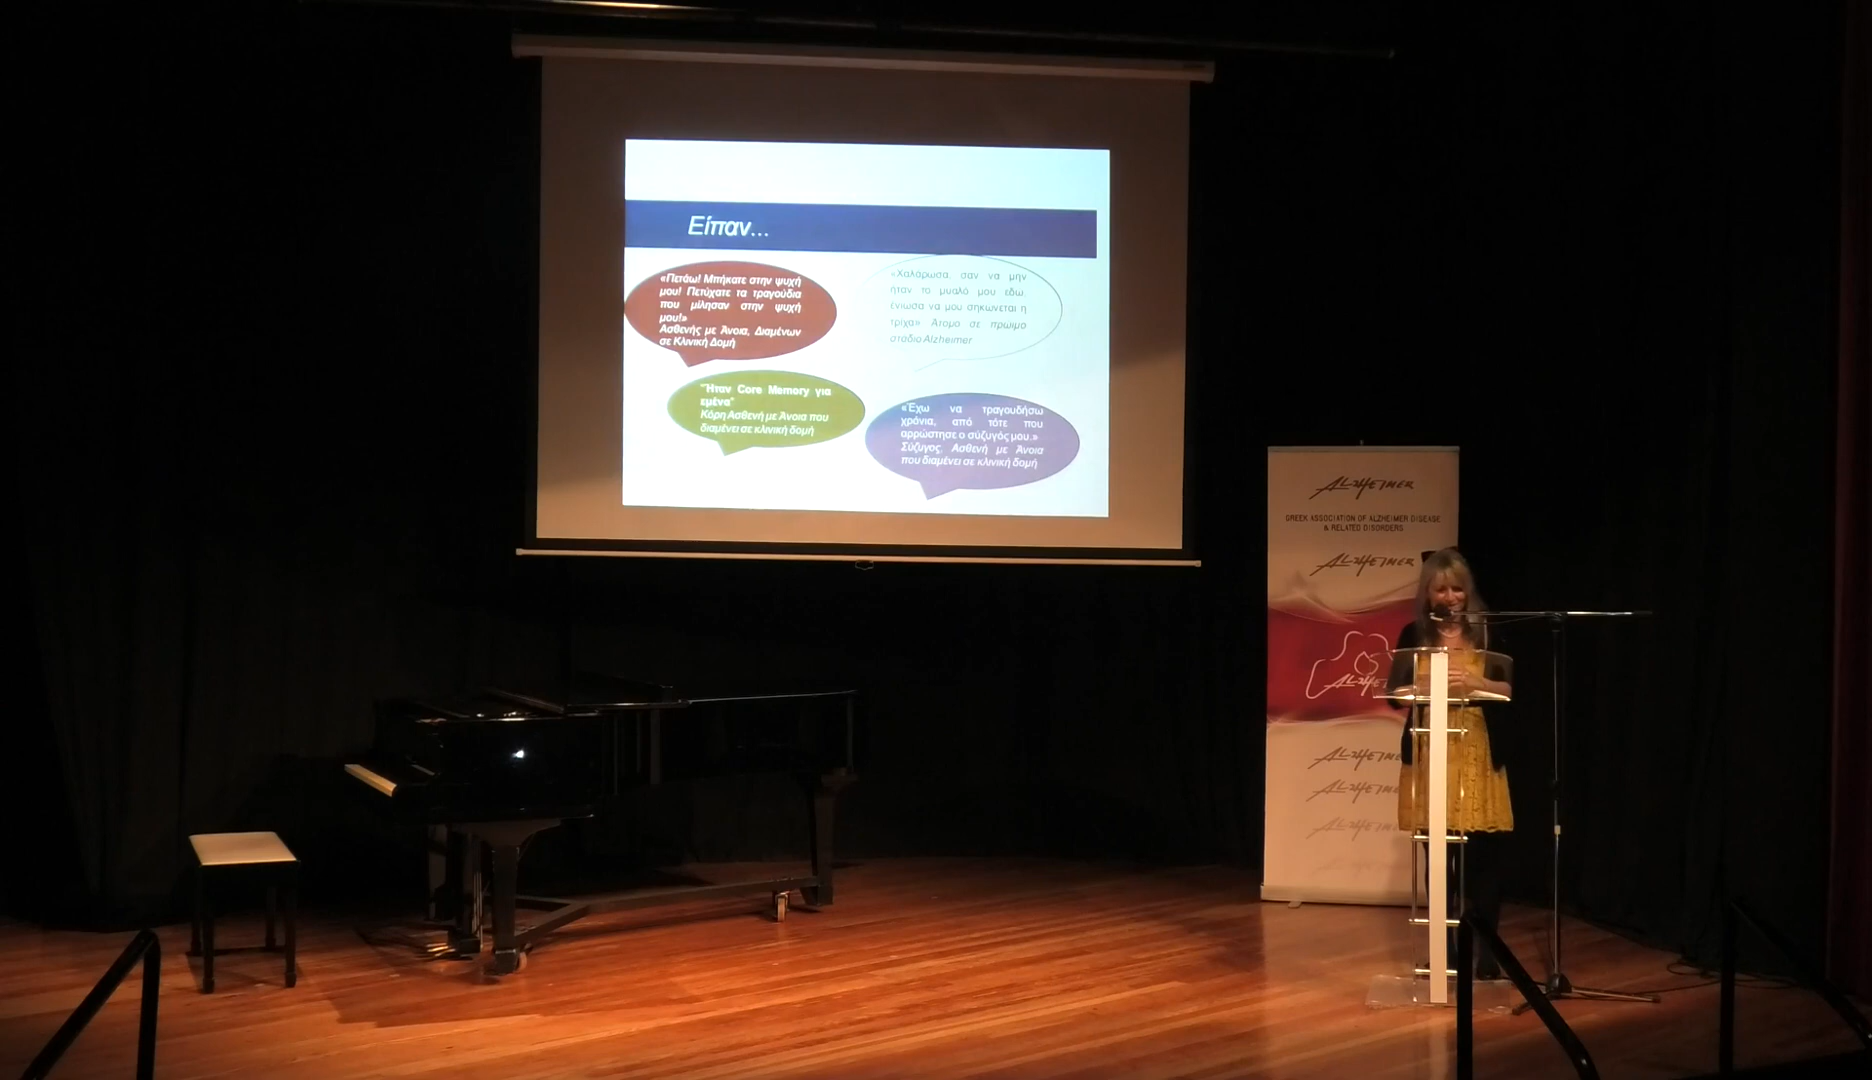 Είπαν...
«Πετάω! Μπήκατε στην ψυχή
μου! Πετύχατε τα τραγούδια
που μίλησαν στην ψυχή
μου!»
Ασθενής με Άνοια, Διαμένων
σε Κλινική Δομή
«Χαλάρωσα, σαν να μην
ήταν το μυαλό μου εδω,
ένιωσα να μου σηκώνεται η
τρίχα» Άτομο σε πρώιμο
στάδιο Alzheimer
"Ήταν Core Memory για
εμένα"
Κόρη Ασθενή με Άνοια που
διαμένει σε κλινική δομή
«Έχω να τραγουδήσω
χρόνια, από τότε που
αρρώστησε ο σύζυγός μου.»
Σύζυγος, Ασθενή με Άνοια
που διαμένει σε κλινική δομή
ALZHEIMER
GREEK ASSOCIATION OF ALZHEIMER DISEASE
& RELATED DISORDERS
ALZHEIMER